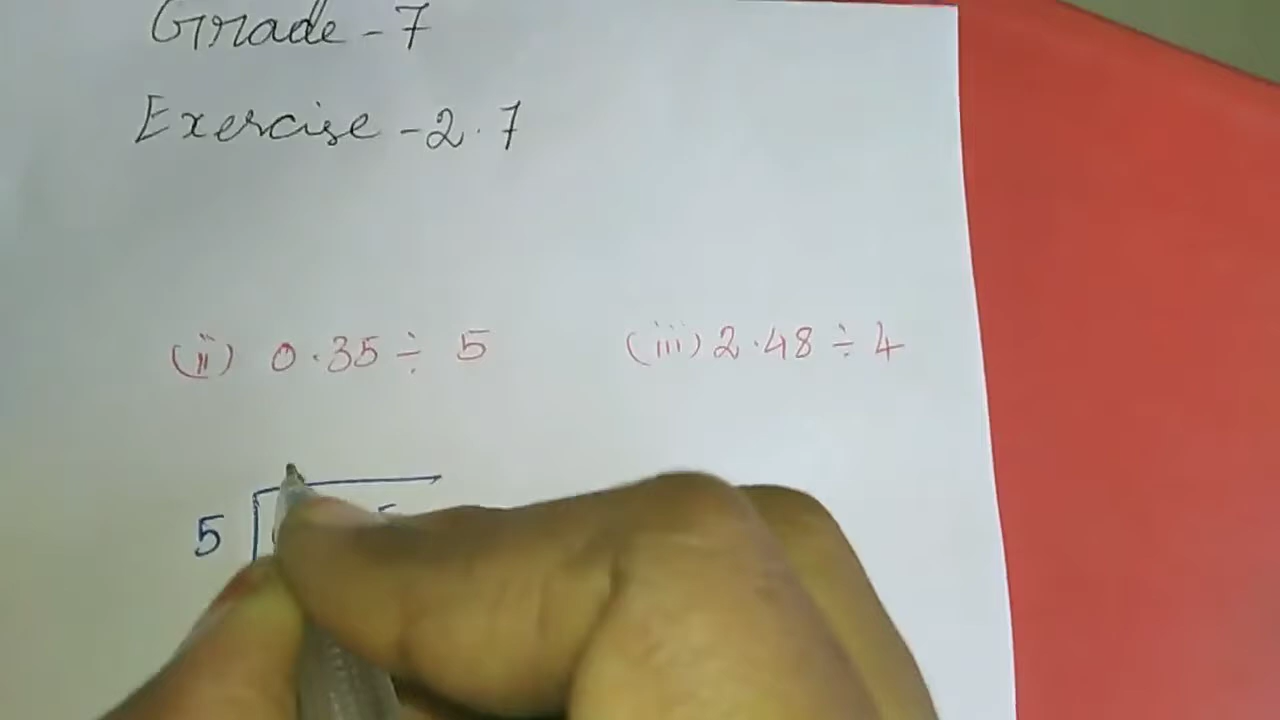 Grade - 7
Exercise - 2.7
(ii) 0.35 ÷ 5
(iii) 2.48 ÷ 4
5